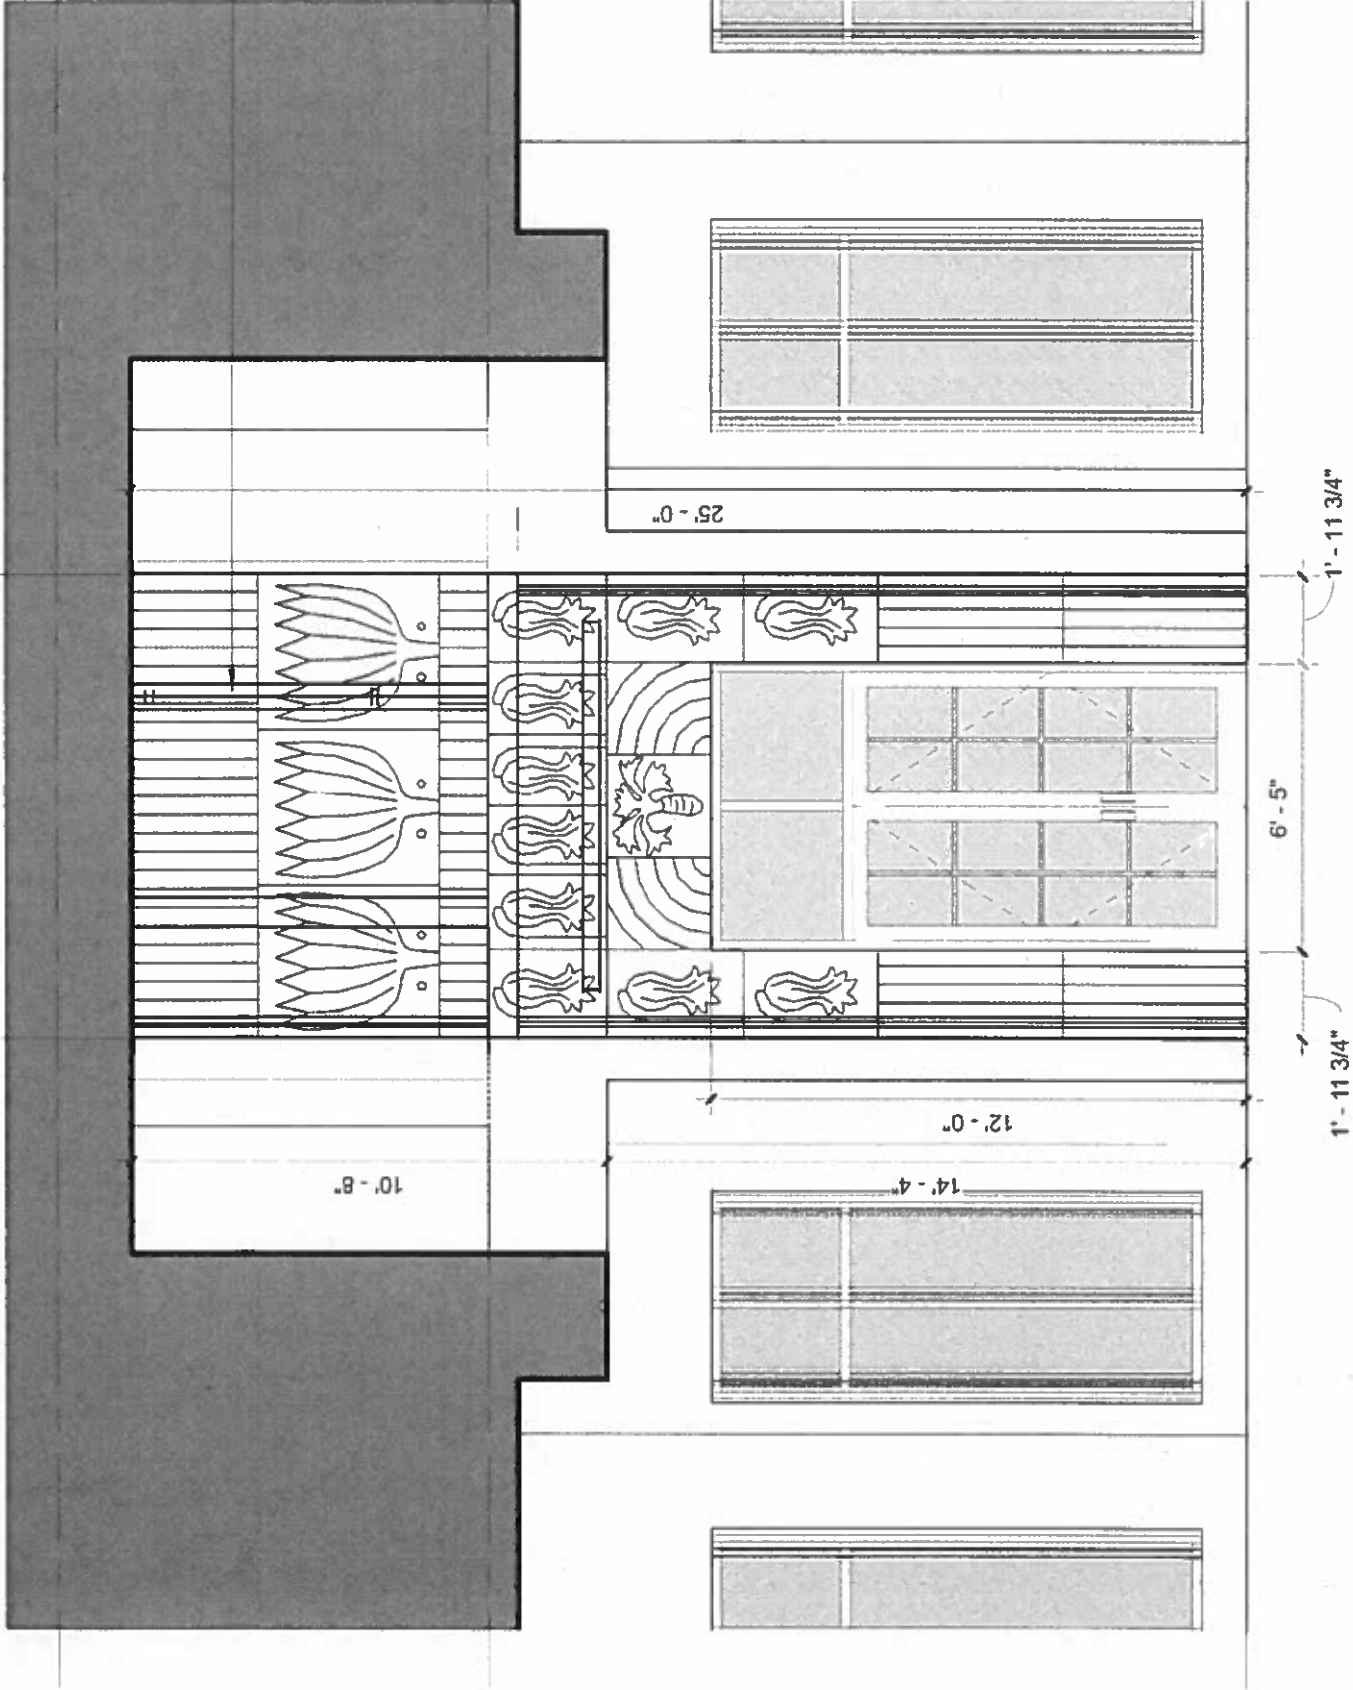 25' - 0"
1' - 11 3/4"
6' - 5"
12' - 0"
10' - 8"
14' - 4"
1' - 11 3/4"